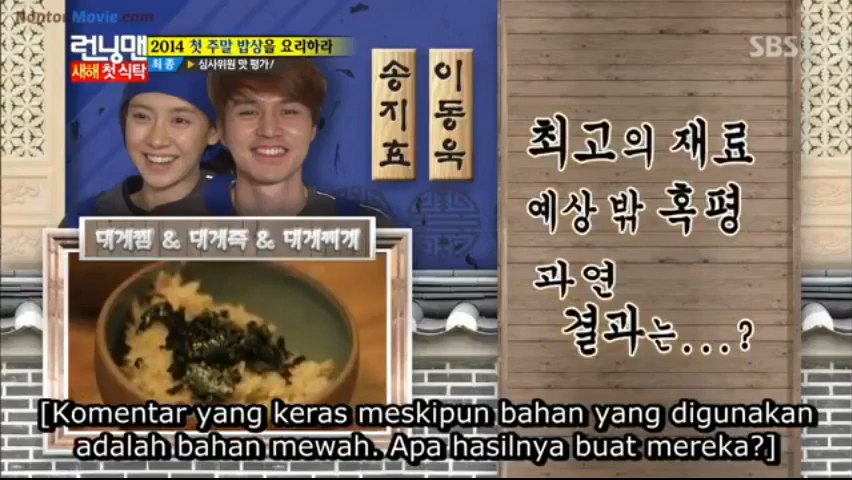 NoptonMovie.com
런닝맨
새해 첫 식탁
2014 첫 주말 밥상을 요리하라
최종 ▶ 심사위원 맛 평가!
SBS
송지효
이동욱
최고의 재료
예상 밖 혹평
과연
결과는...?
대게찜 & 대게죽 & 대게찌개
[Komentar yang keras meskipun bahan yang digunakan
adalah bahan mewah. Apa hasilnya buat mereka?]